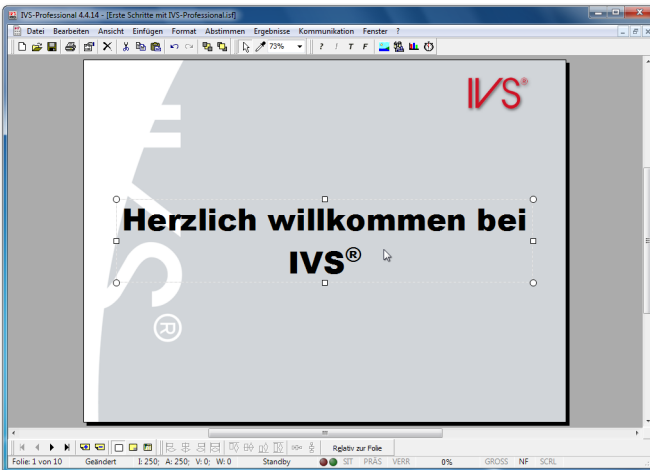 IVS-Professional 4.4.14 - [Erste Schritte mit IVS-Professional.isf]
Datei Bearbeiten Ansicht Einfügen Format Abstimmen Ergebnisse Kommunikation Fenster ?
73% ? ! T F
IVS®
IVS®
Herzlich willkommen bei
IVS®
Relativ zur Folie
Folie: 1 von 10 Geändert I: 250; A: 250; V: 0; W: 0 Standby SIT PRÄS VERR 0% GROSS NF SCRL